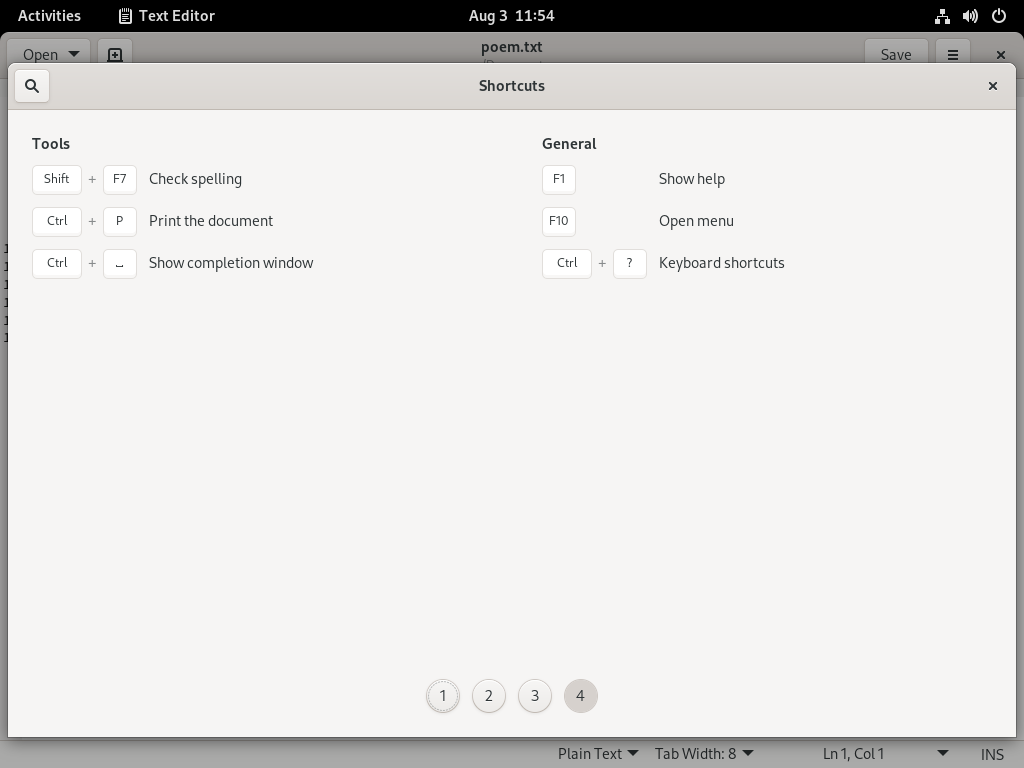 Activities Text Editor Aug 3 11:54
Open poem.txt Save
Shortcuts
Tools
Shift + F7 Check spelling
Ctrl + P Print the document
Ctrl + ⎵ Show completion window
General
F1 Show help
F10 Open menu
Ctrl + ? Keyboard shortcuts
1 2 3 4
Plain Text Tab Width: 8 Ln 1, Col 1 INS